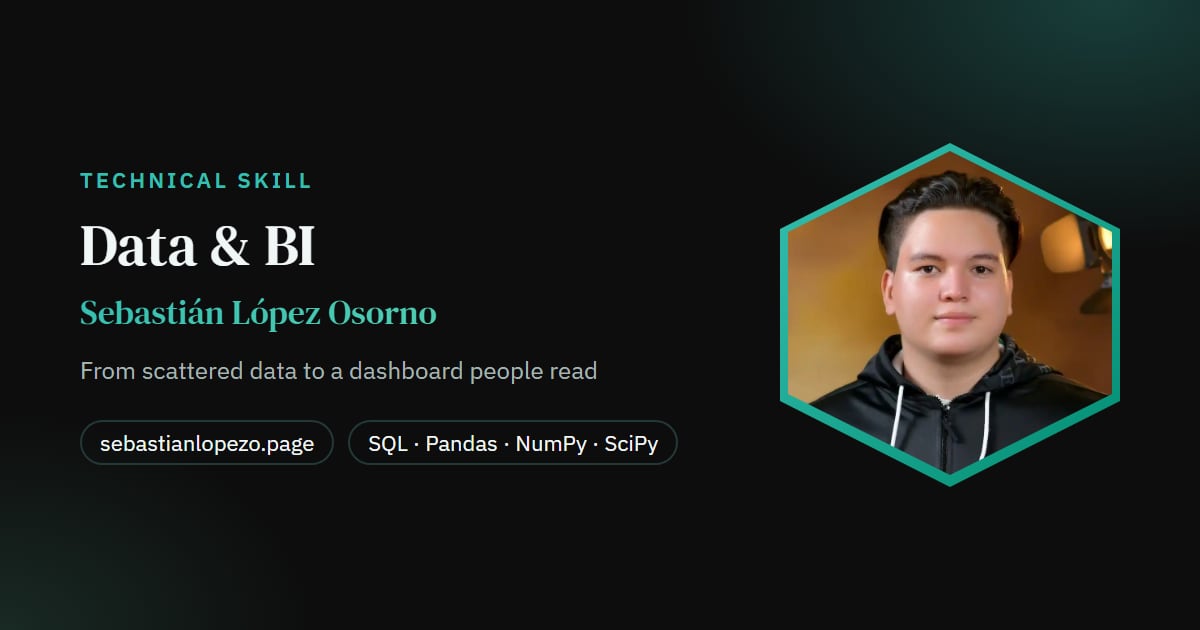 TECHNICAL SKILL
Data & BI
Sebastián López Osorno
From scattered data to a dashboard people read
sebastianlopezo.page
SQL · Pandas · NumPy · SciPy